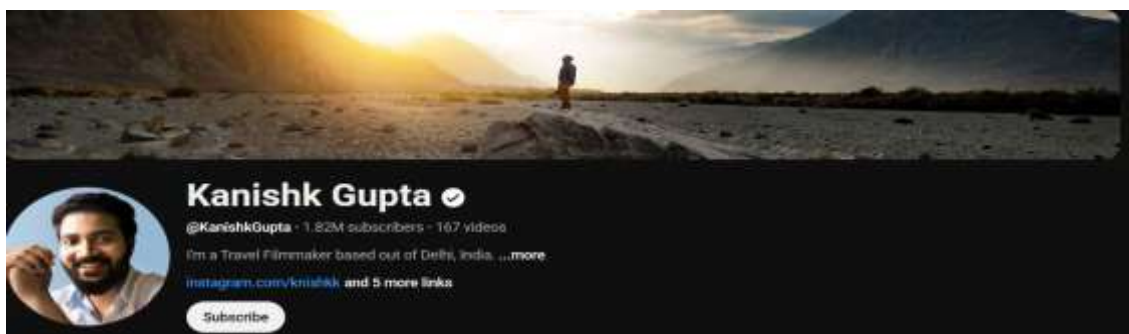 Kanishk Gupta
@KanishkGupta · 1.82M subscribers · 167 videos
I'm a Travel Filmmaker based out of Delhi, India. ...more
instagram.com/knishkk and 5 more links
Subscribe